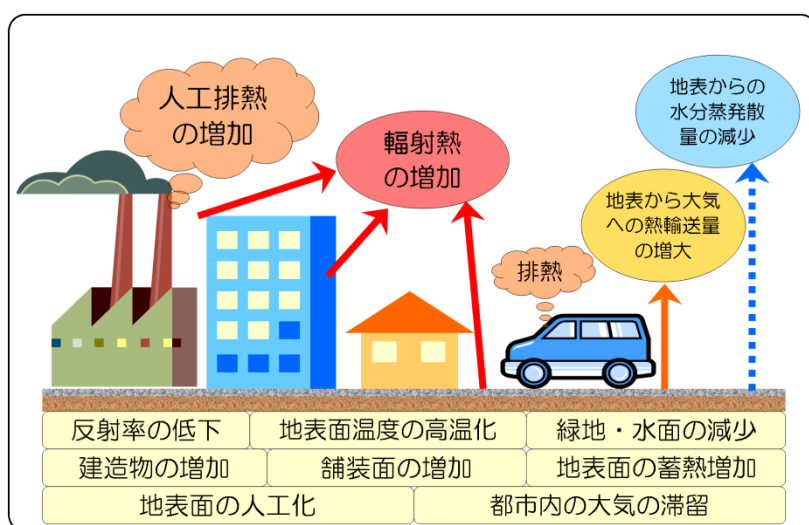 人工排熱
の増加
輻射熱
の増加
地表からの
水分蒸発散
量の減少
地表から大気
への熱輸送量
の増大
排熱
反射率の低下
地表面温度の高温化
緑地・水面の減少
建造物の増加
舗装面の増加
地表面の蓄熱増加
地表面の人工化
都市内の大気の滞留